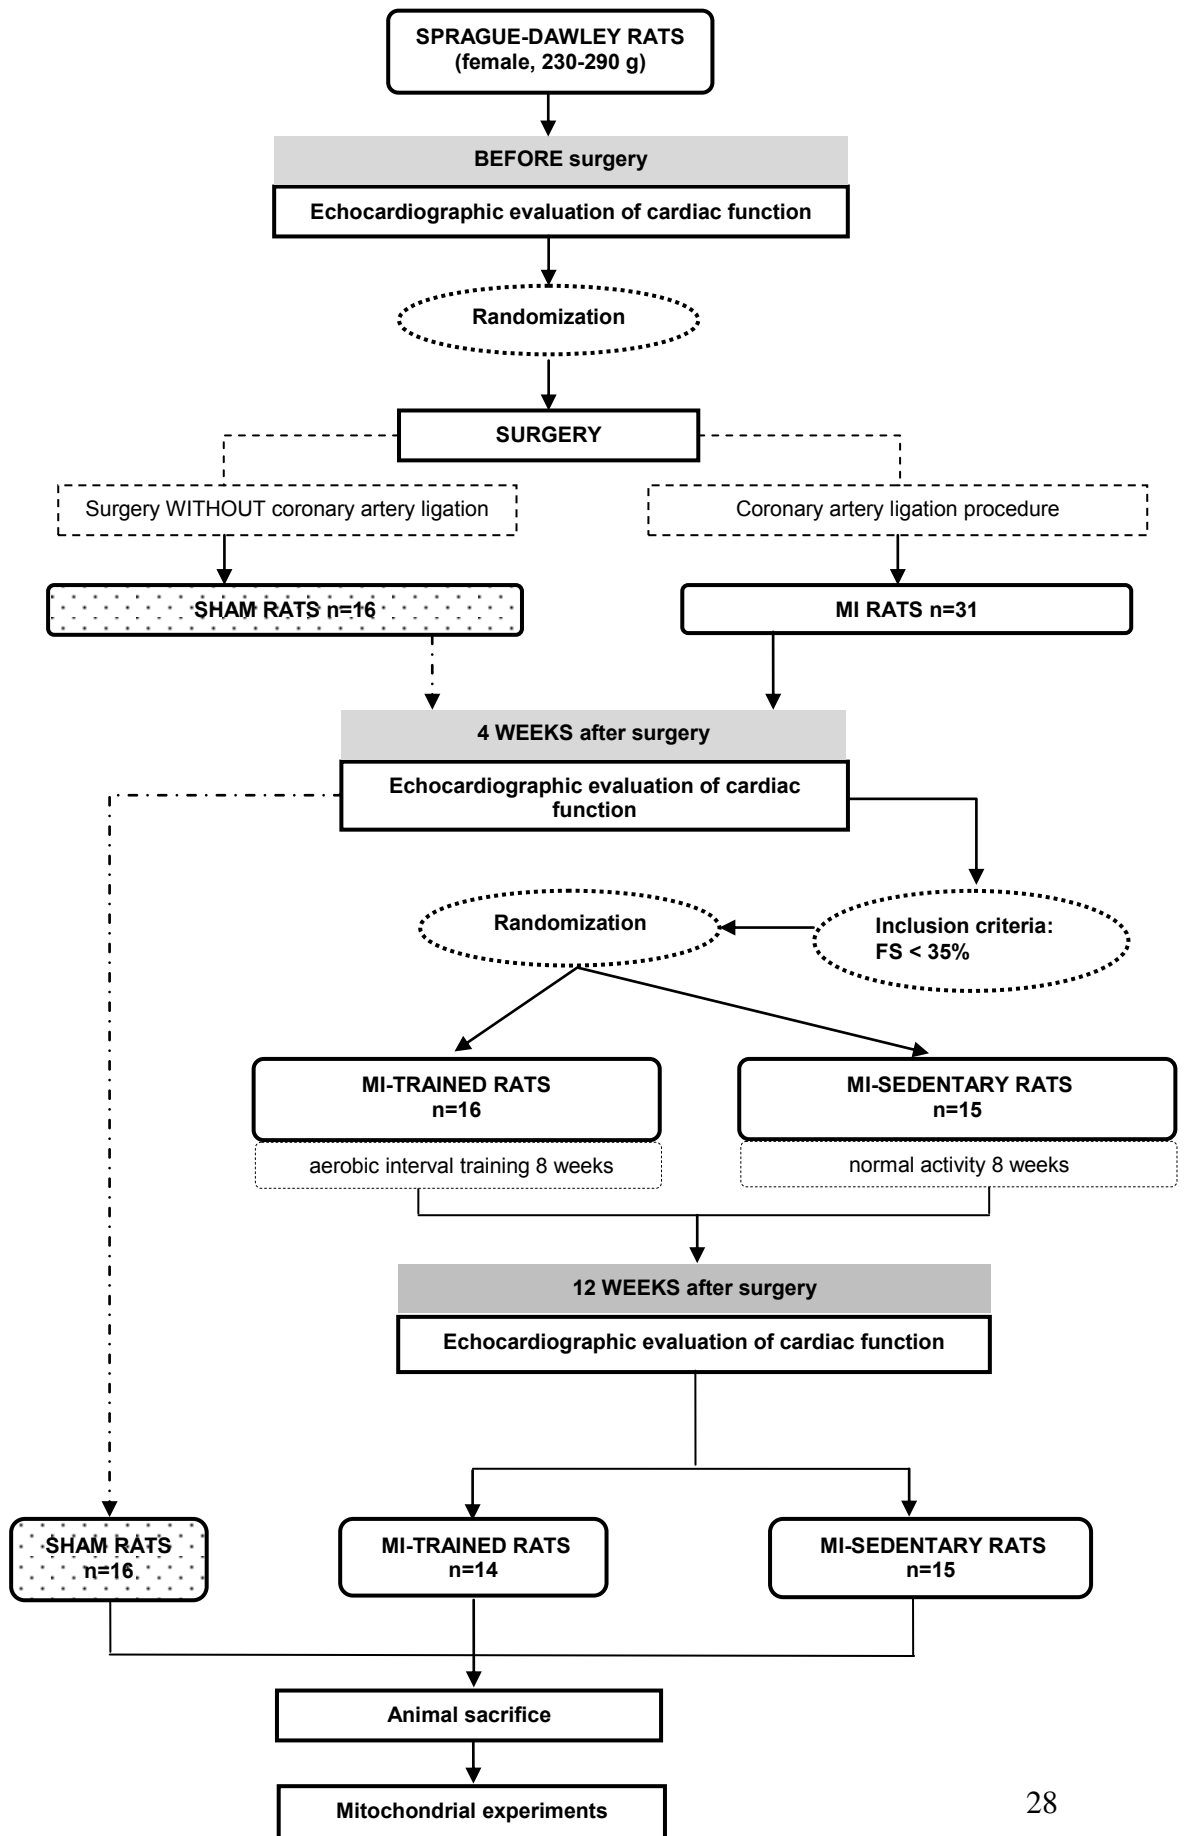 SPRAGUE-DAWLEY RATS
(female, 230-290 g)
BEFORE surgery
Echocardiographic evaluation of cardiac function
Randomization
SURGERY
Surgery WITHOUT coronary artery ligation
Coronary artery ligation procedure
SHAM RATS n=16
MI RATS n=31
4 WEEKS after surgery
Echocardiographic evaluation of cardiac
function
Randomization
Inclusion criteria:
FS < 35%
MI-TRAINED RATS
n=16
aerobic interval training 8 weeks
MI-SEDENTARY RATS
n=15
normal activity 8 weeks
12 WEEKS after surgery
Echocardiographic evaluation of cardiac function
SHAM RATS
n=16
MI-TRAINED RATS
n=14
MI-SEDENTARY RATS
n=15
Animal sacrifice
Mitochondrial experiments
28